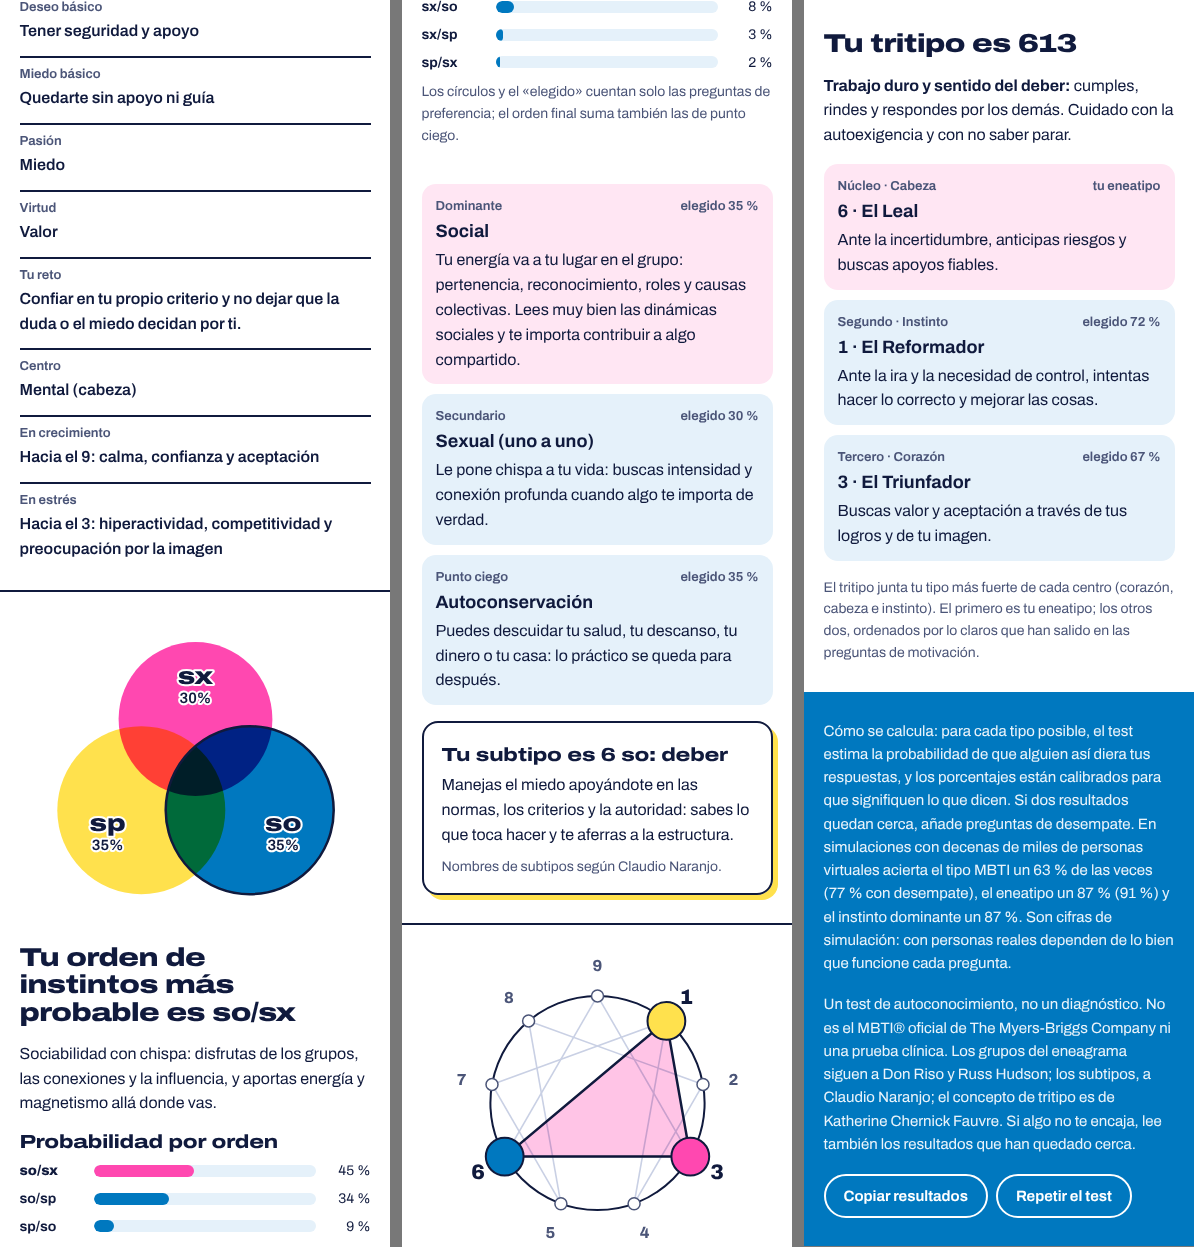 Deseo básico
Tener seguridad y apoyo
Miedo básico
Quedarte sin apoyo ni guía
Pasión
Miedo
Virtud
Valor
Tu reto
Confiar en tu propio criterio y no dejar que la
duda o el miedo decidan por ti.
Centro
Mental (cabeza)
En crecimiento
Hacia el 9: calma, confianza y aceptación
En estrés
Hacia el 3: hiperactividad, competitividad y
preocupación por la imagen
sx
30%
sp
35%
so
35%
Tu orden de
instintos más
probable es so/sx
Sociabilidad con chispa: disfrutas de los grupos,
las conexiones y la influencia, y aportas energía y
magnetismo allá donde vas.
Probabilidad por orden
so/sx 45 %
so/sp 34 %
sp/so 9 %
sx/so 8 %
sx/sp 3 %
sp/sx 2 %
Los círculos y el «elegido» cuentan solo las preguntas de
preferencia; el orden final suma también las de punto
ciego.
Dominante elegido 35 %
Social
Tu energía va a tu lugar en el grupo:
pertenencia, reconocimiento, roles y causas
colectivas. Lees muy bien las dinámicas
sociales y te importa contribuir a algo
compartido.
Secundario elegido 30 %
Sexual (uno a uno)
Le pone chispa a tu vida: buscas intensidad y
conexión profunda cuando algo te importa de
verdad.
Punto ciego elegido 35 %
Autoconservación
Puedes descuidar tu salud, tu descanso, tu
dinero o tu casa: lo práctico se queda para
después.
Tu subtipo es 6 so: deber
Manejas el miedo apoyándote en las
normas, los criterios y la autoridad: sabes lo
que toca hacer y te aferras a la estructura.
Nombres de subtipos según Claudio Naranjo.
9
8
1
7
2
6
3
5
4
Tu tritipo es 613
Trabajo duro y sentido del deber: cumples,
rindes y respondes por los demás. Cuidado con la
autoexigencia y con no saber parar.
Núcleo · Cabeza tu eneatipo
6 · El Leal
Ante la incertidumbre, anticipas riesgos y
buscas apoyos fiables.
Segundo · Instinto elegido 72 %
1 · El Reformador
Ante la ira y la necesidad de control, intentas
hacer lo correcto y mejorar las cosas.
Tercero · Corazón elegido 67 %
3 · El Triunfador
Buscas valor y aceptación a través de tus
logros y de tu imagen.
El tritipo junta tu tipo más fuerte de cada centro (corazón,
cabeza e instinto). El primero es tu eneatipo; los otros
dos, ordenados por lo claros que han salido en las
preguntas de motivación.
Cómo se calcula: para cada tipo posible, el test
estima la probabilidad de que alguien así diera tus
respuestas, y los porcentajes están calibrados para
que signifiquen lo que dicen. Si dos resultados
quedan cerca, añade preguntas de desempate. En
simulaciones con decenas de miles de personas
virtuales acierta el tipo MBTI un 63 % de las veces
(77 % con desempate), el eneatipo un 87 % (91 %) y
el instinto dominante un 87 %. Son cifras de
simulación: con personas reales dependen de lo bien
que funcione cada pregunta.
Un test de autoconocimiento, no un diagnóstico. No
es el MBTI® oficial de The Myers-Briggs Company ni
una prueba clínica. Los grupos del eneagrama
siguen a Don Riso y Russ Hudson; los subtipos, a
Claudio Naranjo; el concepto de tritipo es de
Katherine Chernick Fauvre. Si algo no te encaja, lee
también los resultados que han quedado cerca.
Copiar resultados Repetir el test